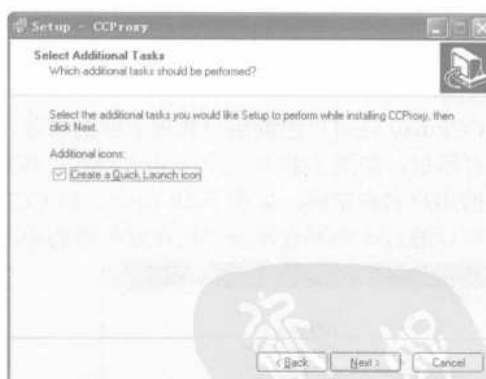 Setup - CCProxy
Select Additional Tasks
Which additional tasks should be performed?
Select the additional tasks you would like Setup to perform while installing CCProxy, then
click Next.
Additional icons:
Create a Quick Launch icon
< Back
Next >
Cancel